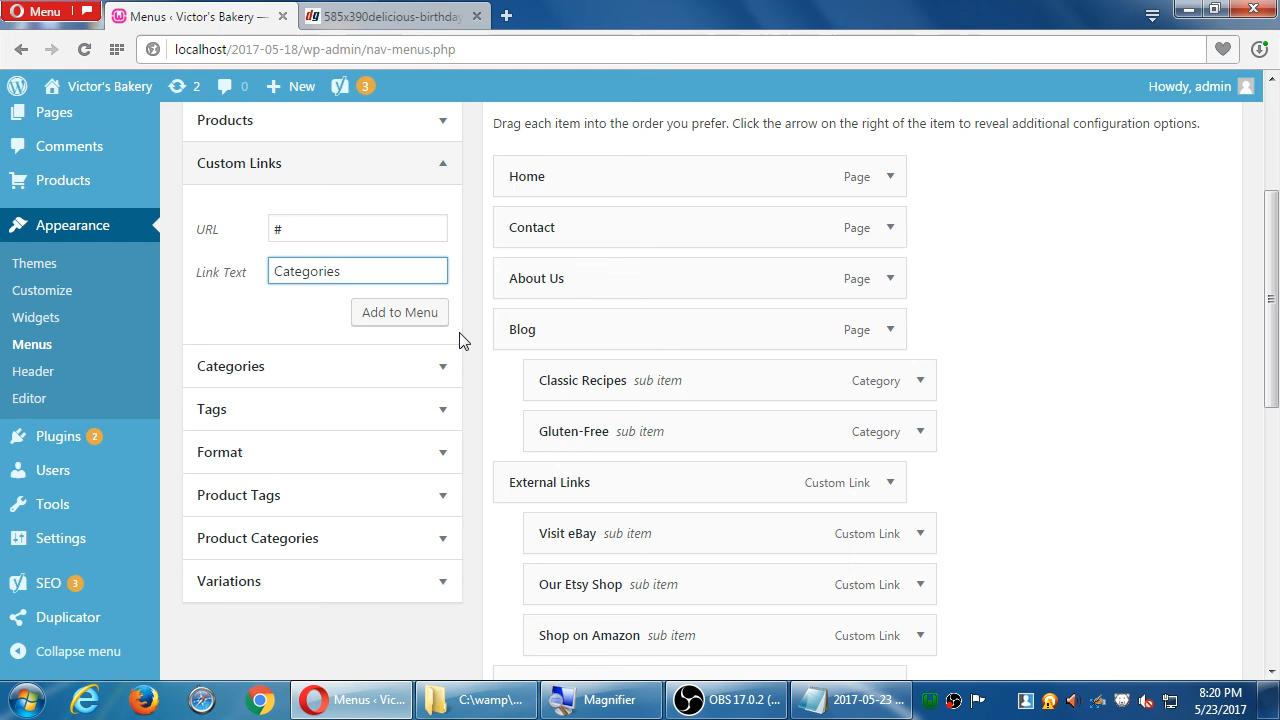 Menu
Menus ‹ Victor's Bakery —
585x390delicious-birthday
localhost/2017-05-18/wp-admin/nav-menus.php
Victor's Bakery
2
0
New
3
Howdy, admin
Pages
Comments
Products
Appearance
Themes
Customize
Widgets
Menus
Header
Editor
Plugins 2
Users
Tools
Settings
SEO 3
Duplicator
Collapse menu
Products
Custom Links
URL
#
Link Text
Categories
Add to Menu
Categories
Tags
Format
Product Tags
Product Categories
Variations
Drag each item into the order you prefer. Click the arrow on the right of the item to reveal additional configuration options.
Home Page
Contact Page
About Us Page
Blog Page
Classic Recipes sub item Category
Gluten-Free sub item Category
External Links Custom Link
Visit eBay sub item Custom Link
Our Etsy Shop sub item Custom Link
Shop on Amazon sub item Custom Link
Menus ‹ Vic...
C:\wamp\...
Magnifier
OBS 17.0.2 (...
2017-05-23 ...
8:20 PM
5/23/2017